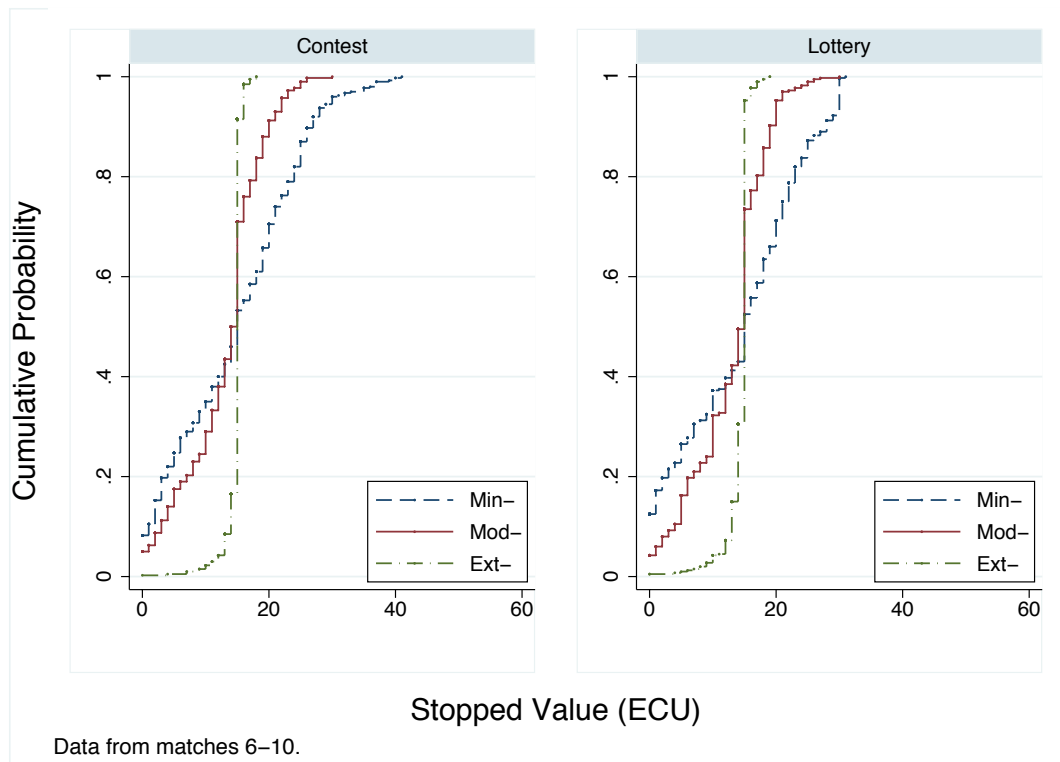 Contest
Lottery
Cumulative Probability
1
.8
.6
.4
.2
0
0 20 40 60
Min−
Mod−
Ext−
1
.8
.6
.4
.2
0
0 20 40 60
Min−
Mod−
Ext−
Stopped Value (ECU)
Data from matches 6−10.